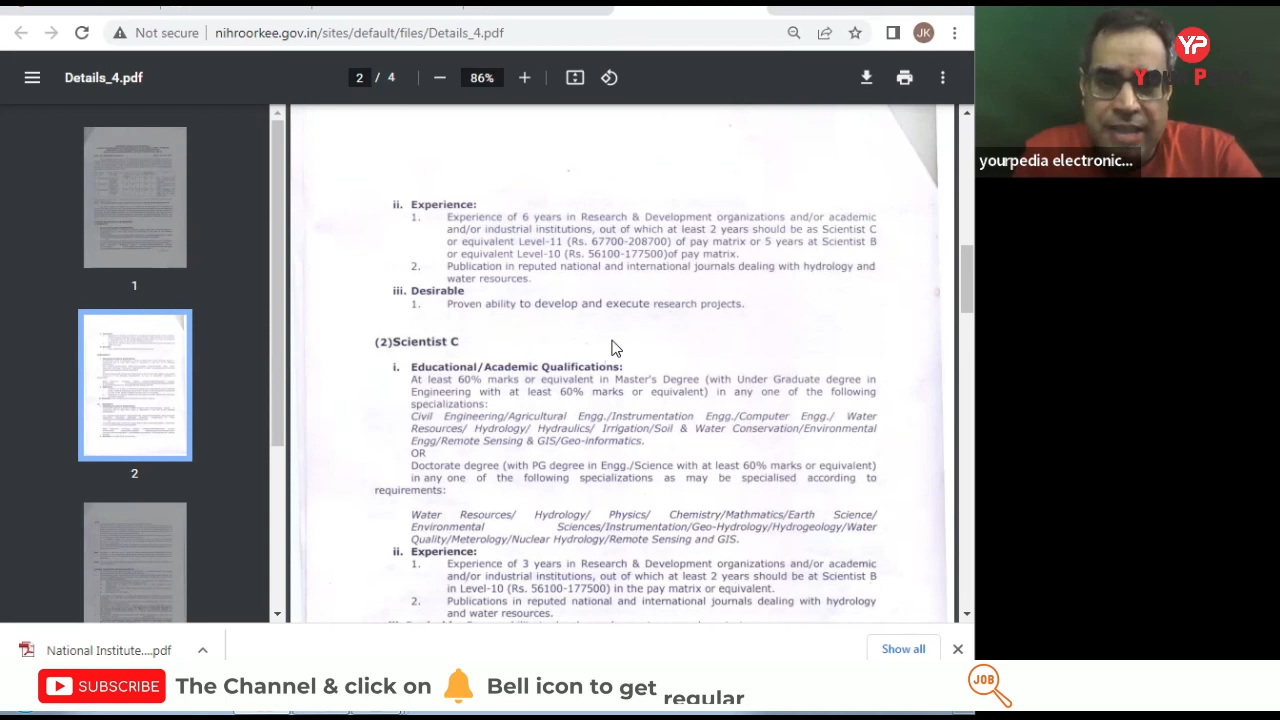 Not secure
nihroorkee.gov.in/sites/default/files/Details_4.pdf
JK
Details_4.pdf
2 / 4
86%
1
2
ii. Experience:
1. Experience of 6 years in Research & Development organizations and/or academic
and/or industrial institutions, out of which at least 2 years should be as Scientist C
or equivalent Level-11 (Rs. 67700-208700) of pay matrix or 5 years at Scientist B
or equivalent Level-10 (Rs. 56100-177500)of pay matrix.
2. Publication in reputed national and international journals dealing with hydrology and
water resources.
iii. Desirable
1. Proven ability to develop and execute research projects.
(2)Scientist C
i. Educational/Academic Qualifications:
At least 60% marks or equivalent in Master's Degree (with Under Graduate degree in
Engineering with at least 60% marks or equivalent) in any one of the following
specializations:
Civil Engineering/Agricultural Engg./Instrumentation Engg./Computer Engg./ Water
Resources/ Hydrology/ Hydraulics/ Irrigation/Soil & Water Conservation/Environmental
Engg/Remote Sensing & GIS/Geo-informatics.
OR
Doctorate degree (with PG degree in Engg./Science with at least 60% marks or equivalent)
in any one of the following specializations as may be specialised according to
requirements:
Water Resources/ Hydrology/ Physics/ Chemistry/Mathmatics/Earth Science/
Environmental Sciences/Instrumentation/Geo-Hydrology/Hydrogeology/Water
Quality/Meterology/Nuclear Hydrology/Remote Sensing and GIS.
ii. Experience:
1. Experience of 3 years in Research & Development organizations and/or academic
and/or industrial institutions, out of which at least 2 years should be at Scientist B
in Level-10 (Rs. 56100-177500) in the pay matrix or equivalent.
2. Publications in reputed national and international journals dealing with hydrology
and water resources.
YP
yourpedia electronic...
National Institute....pdf
Show all
SUBSCRIBE The Channel & click on Bell icon to get regular
JOB